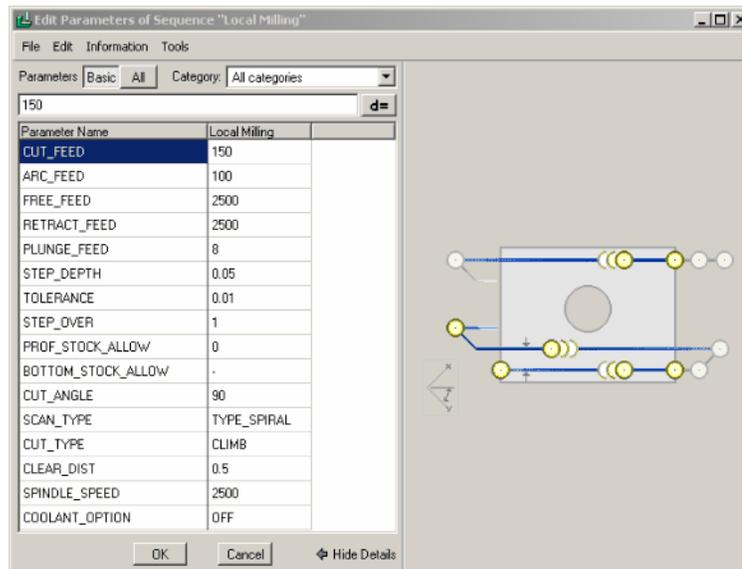 Edit Parameters of Sequence "Local Milling"
File Edit Information Tools
Parameters Basic All Category: All categories
150 d=
Parameter Name Local Milling
CUT_FEED 150
ARC_FEED 100
FREE_FEED 2500
RETRACT_FEED 2500
PLUNGE_FEED 8
STEP_DEPTH 0.05
TOLERANCE 0.01
STEP_OVER 1
PROF_STOCK_ALLOW 0
BOTTOM_STOCK_ALLOW -
CUT_ANGLE 90
SCAN_TYPE TYPE_SPIRAL
CUT_TYPE CLIMB
CLEAR_DIST 0.5
SPINDLE_SPEED 2500
COOLANT_OPTION OFF
OK Cancel Hide Details